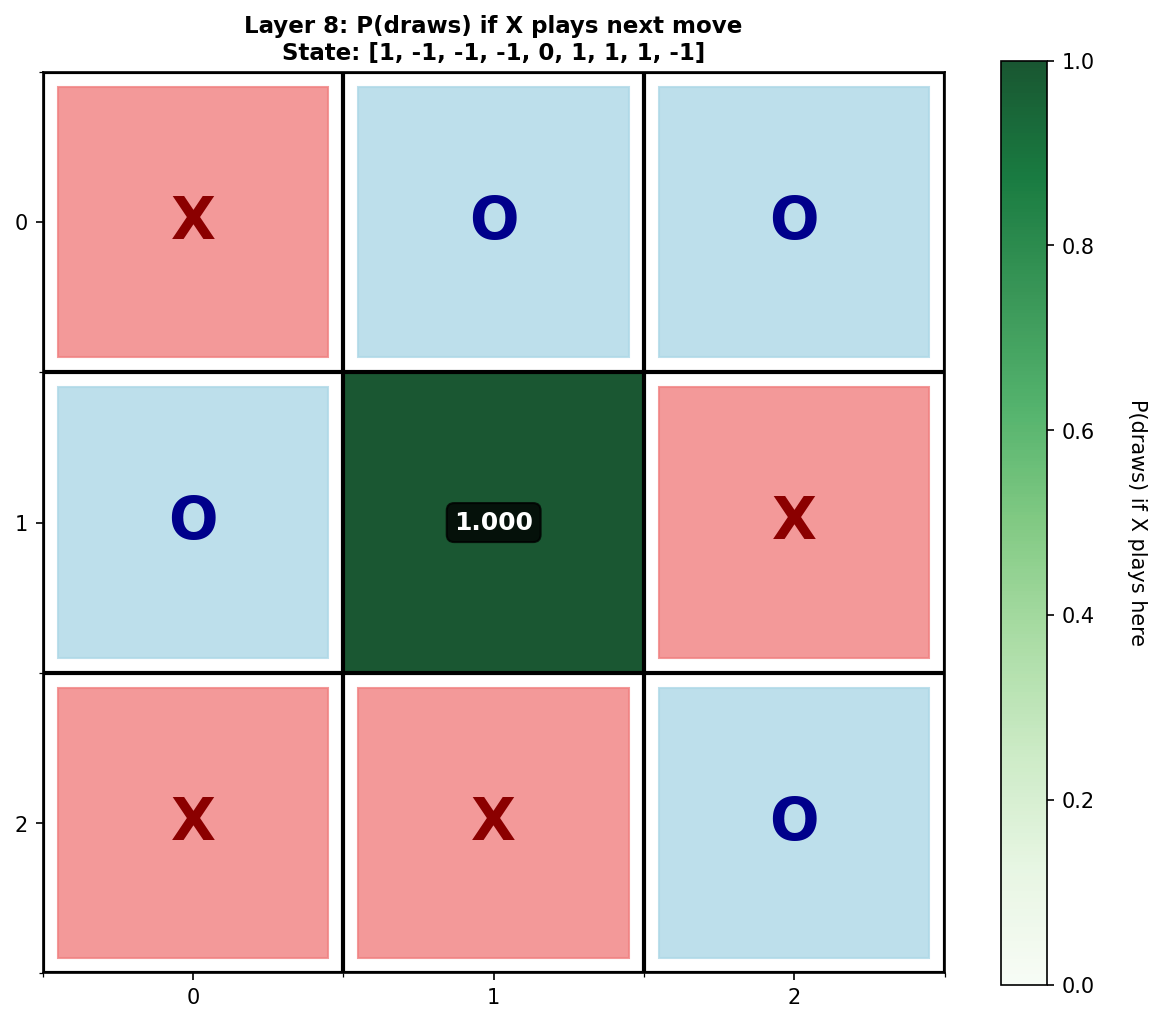 Layer 8: P(draws) if X plays next move
State: [1, -1, -1, -1, 0, 1, 1, 1, -1]
0
X
O
O
1
O
1.000
X
2
X
X
O
0
1
2
1.0
0.8
0.6
0.4
0.2
0.0
P(draws) if X plays here